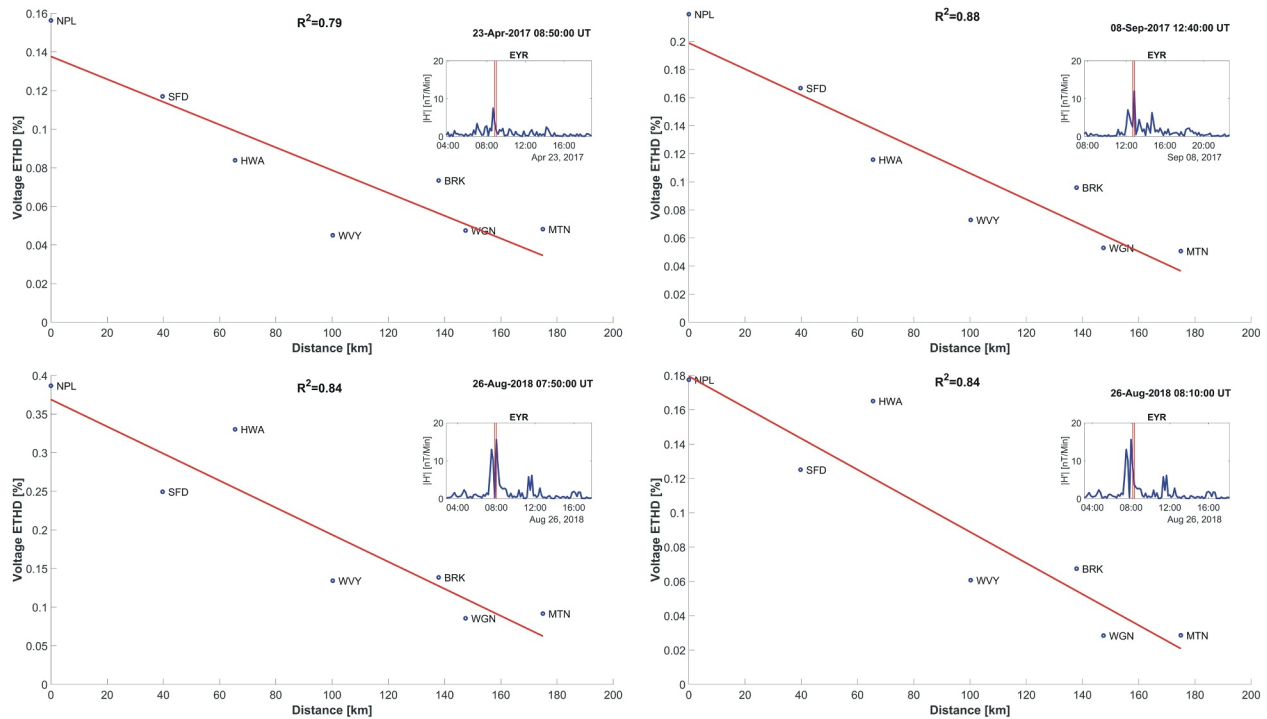 R2=0.79
23-Apr-2017 08:50:00 UT
EYR
|H'| [nT/Min]
20
10
0
04:00 08:00 12:00 16:00
Apr 23, 2017
Voltage ETHD [%]
0.16
0.14
0.12
0.1
0.08
0.06
0.04
0.02
0
NPL
SFD
HWA
WVY
BRK
WGN
MTN
0 20 40 60 80 100 120 140 160 180 200
Distance [km]
R2=0.88
08-Sep-2017 12:40:00 UT
EYR
|H'| [nT/Min]
20
10
0
08:00 12:00 16:00 20:00
Sep 08, 2017
Voltage ETHD [%]
0.2
0.18
0.16
0.14
0.12
0.1
0.08
0.06
0.04
0.02
0
NPL
SFD
HWA
WVY
BRK
WGN
MTN
0 20 40 60 80 100 120 140 160 180 200
Distance [km]
R2=0.84
26-Aug-2018 07:50:00 UT
EYR
|H'| [nT/Min]
20
10
0
04:00 08:00 12:00 16:00
Aug 26, 2018
Voltage ETHD [%]
0.4
0.35
0.3
0.25
0.2
0.15
0.1
0.05
0
NPL
HWA
SFD
WVY
BRK
WGN
MTN
0 20 40 60 80 100 120 140 160 180 200
Distance [km]
R2=0.84
26-Aug-2018 08:10:00 UT
EYR
|H'| [nT/Min]
20
10
0
04:00 08:00 12:00 16:00
Aug 26, 2018
Voltage ETHD [%]
0.18
0.16
0.14
0.12
0.1
0.08
0.06
0.04
0.02
0
NPL
HWA
SFD
WVY
BRK
WGN
MTN
0 20 40 60 80 100 120 140 160 180 200
Distance [km]